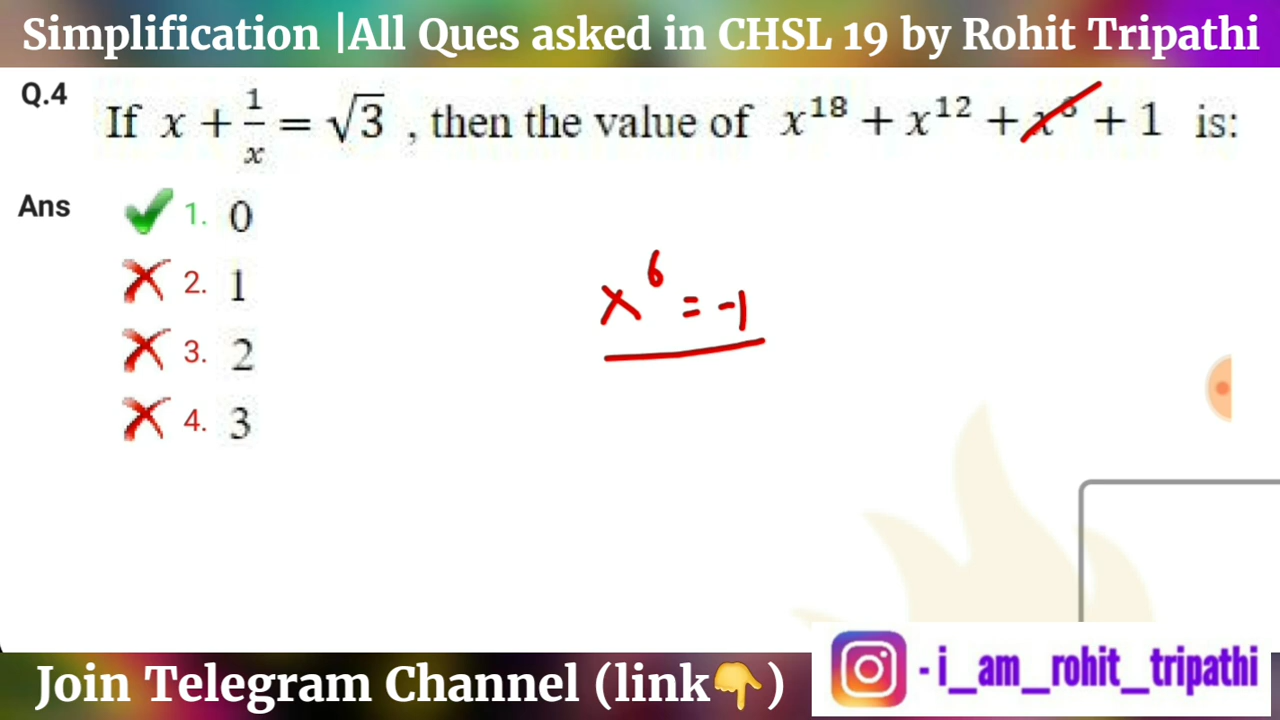 Simplification |All Ques asked in CHSL 19 by Rohit Tripathi
Q.4 If x + 1/x = √3 , then the value of x¹⁸ + x¹² + x⁶ + 1 is:
Ans 1. 0
2. 1
3. 2
4. 3
x⁶ = -1
Join Telegram Channel (link👇)
- i_am_rohit_tripathi